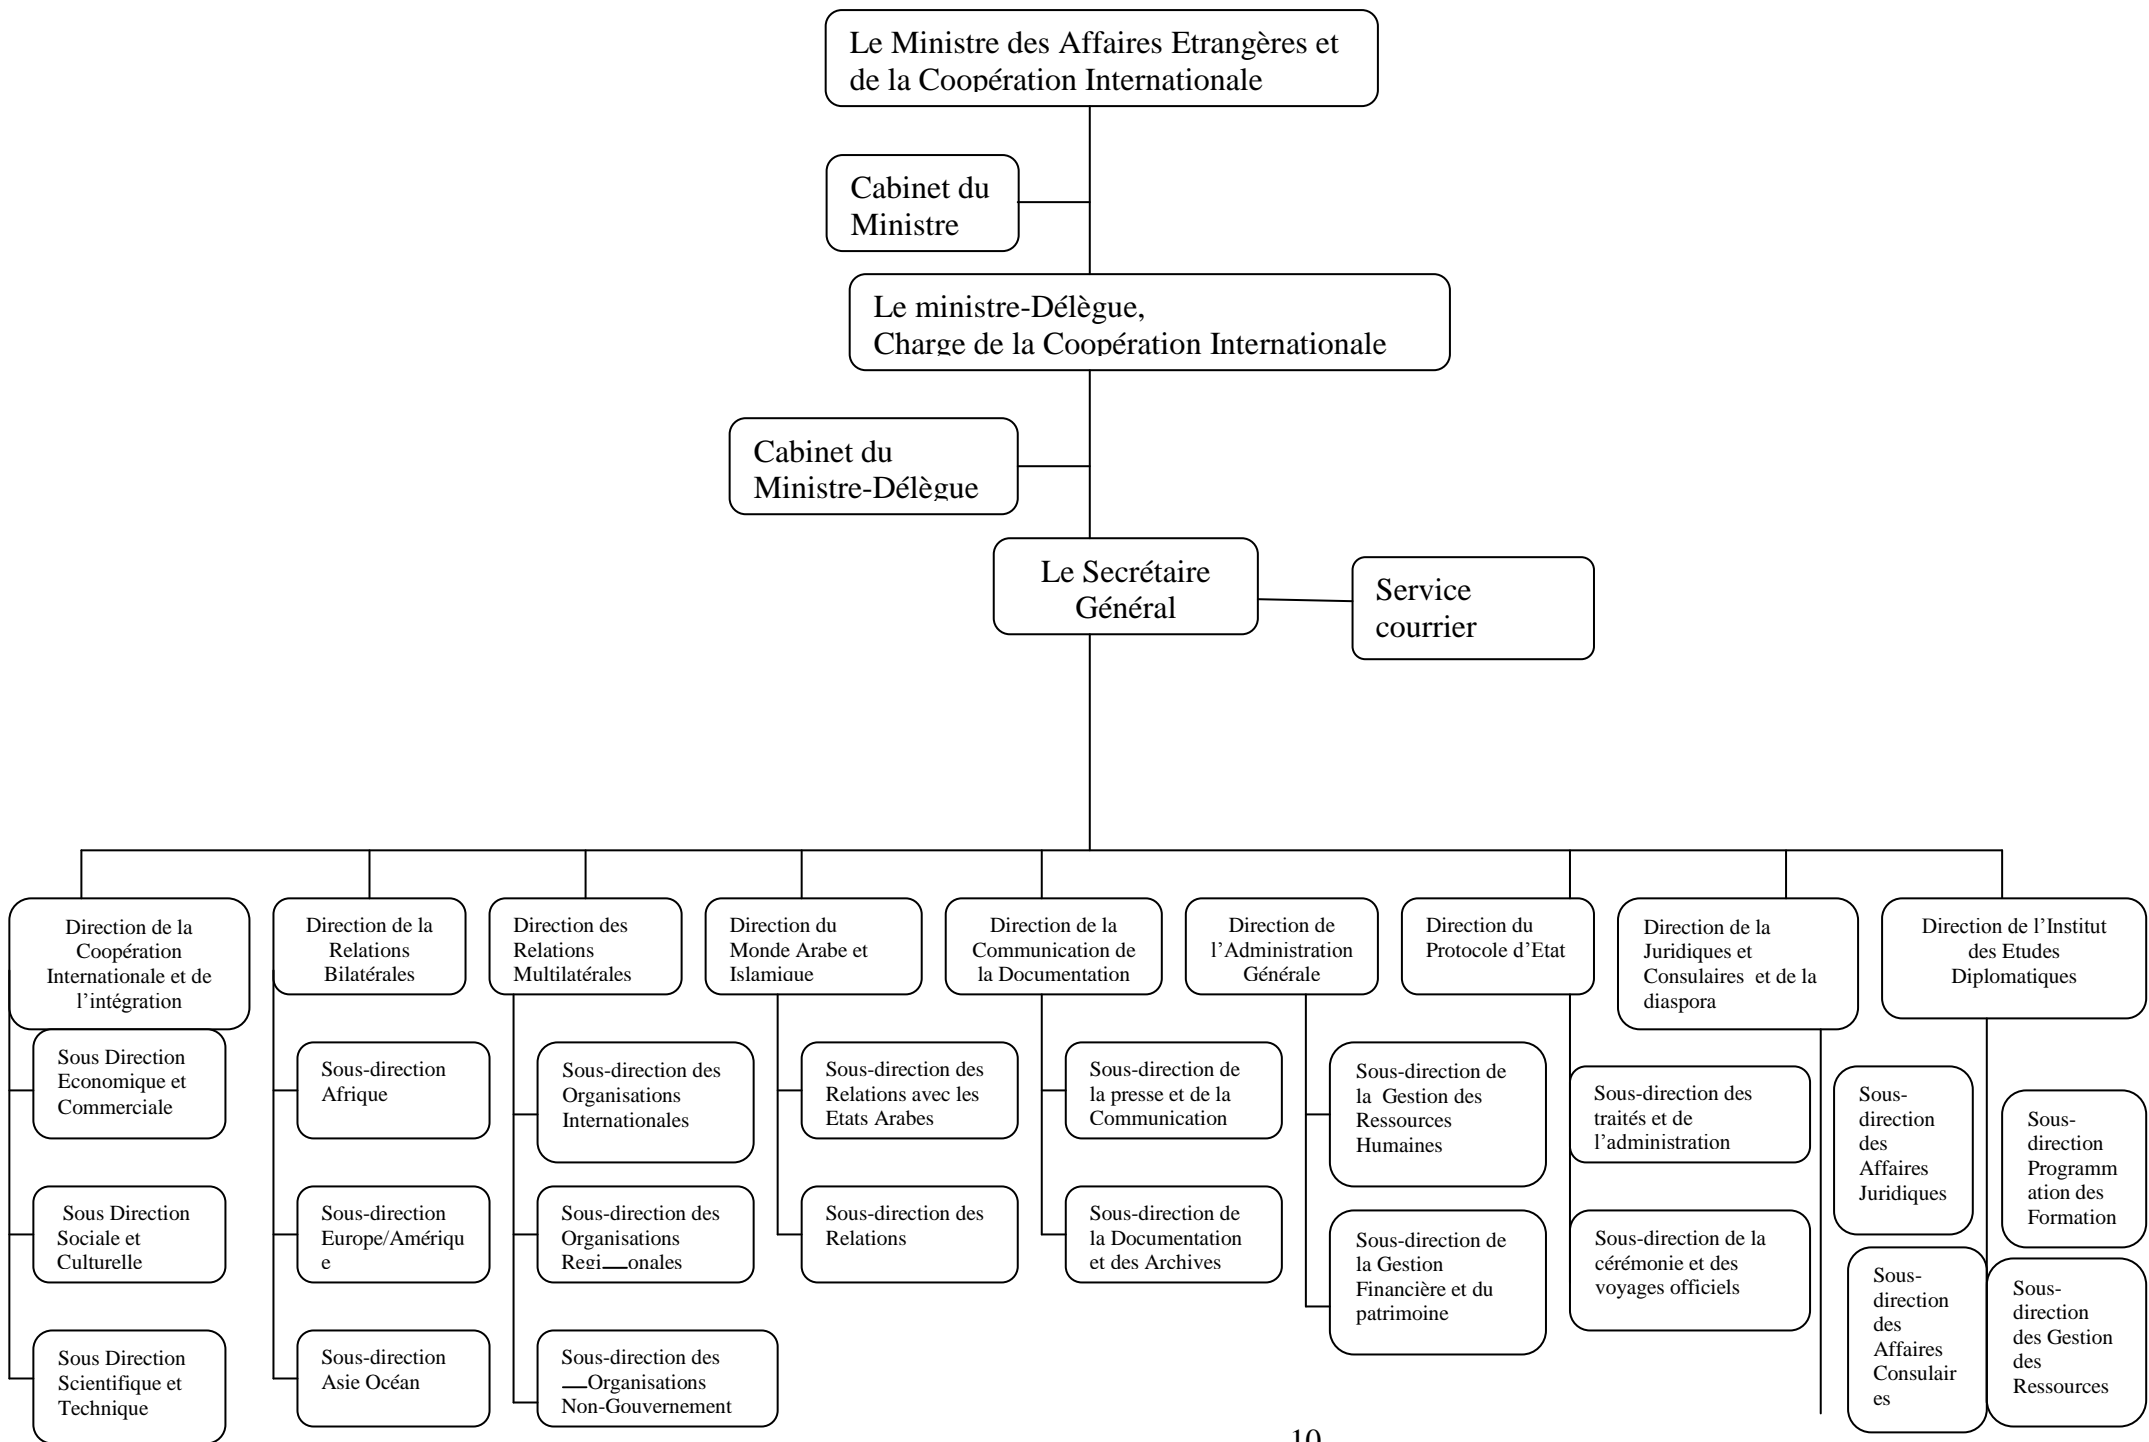 Le Ministre des Affaires Etrangères et
de la Coopération Internationale
Cabinet du
Ministre
Le ministre-Délègue,
Charge de la Coopération Internationale
Cabinet du
Ministre-Délègue
Le Secrétaire
Général
Service
courrier
Direction de la
Coopération
Internationale et de
l’intégration
Direction de la
Relations
Bilatérales
Direction des
Relations
Multilatérales
Direction du
Monde Arabe et
Islamique
Direction de la
Communication de
la Documentation
Direction de
l’Administration
Générale
Direction du
Protocole d’Etat
Direction de la
Juridiques et
Consulaires et de la
diaspora
Direction de l’Institut
des Etudes
Diplomatiques
Sous Direction
Economique et
Commerciale
Sous-direction
Afrique
Sous-direction des
Organisations
Internationales
Sous-direction des
Relations avec les
Etats Arabes
Sous-direction de
la presse et de la
Communication
Sous-direction de
la Gestion des
Ressources
Humaines
Sous-direction des
traités et de
l’administration
Sous-
direction
des
Affaires
Juridiques
Sous-
direction
Programm
ation des
Formation
Sous Direction
Sociale et
Culturelle
Sous-direction
Europe/Amériqu
e
Sous-direction des
Organisations
Regi__onales
Sous-direction des
Relations
Sous-direction de
la Documentation
et des Archives
Sous-direction de
la Gestion
Financière et du
patrimoine
Sous-direction de la
cérémonie et des
voyages officiels
Sous-
direction
des
Affaires
Consulair
es
Sous-
direction
des Gestion
des
Ressources
Sous Direction
Scientifique et
Technique
Sous-direction
Asie Océan
Sous-direction des
__Organisations
Non-Gouvernement
10